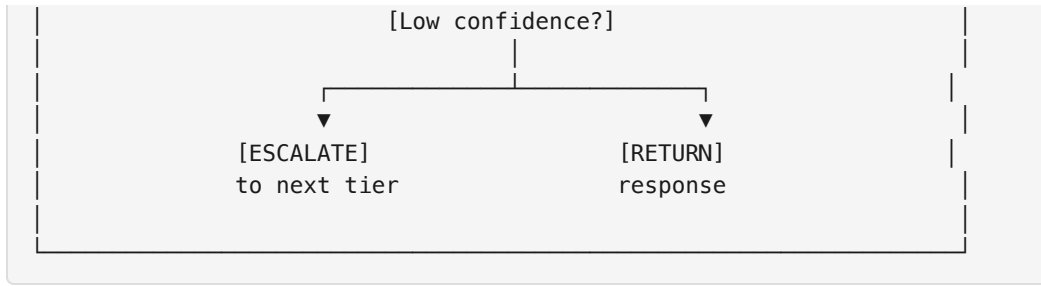 [Low confidence?]
[ESCALATE] [RETURN]
to next tier response